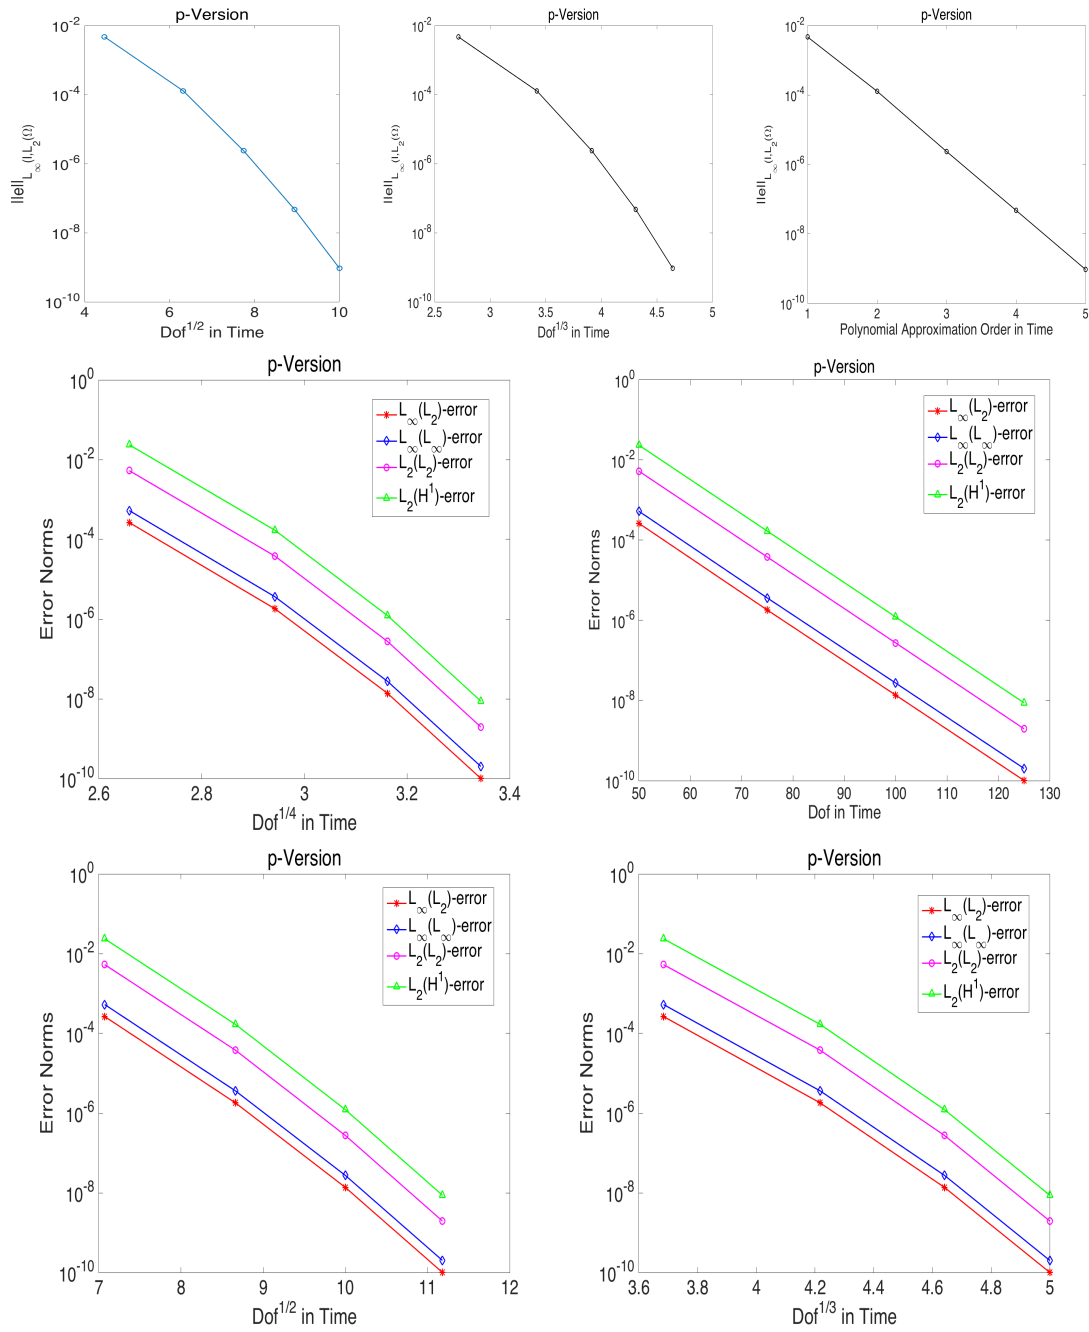 p-Version
||e||L∞(I,L2(Ω)
10^-2
10^-4
10^-6
10^-8
10^-10
4 6 8 10
Dof^1/2 in Time
p-Version
||e||L∞(I,L2(Ω)
10^-2
10^-4
10^-6
10^-8
10^-10
2.5 3 3.5 4 4.5 5
Dof^1/3 in Time
p-Version
||e||L∞(I,L2(Ω)
10^-2
10^-4
10^-6
10^-8
10^-10
1 2 3 4 5
Polynomial Approximation Order in Time
p-Version
Error Norms
10^0
10^-2
10^-4
10^-6
10^-8
10^-10
L∞(L2)-error
L∞(L∞)-error
L2(L2)-error
L2(H^1)-error
2.6 2.8 3 3.2 3.4
Dof^1/4 in Time
p-Version
Error Norms
10^0
10^-2
10^-4
10^-6
10^-8
10^-10
L∞(L2)-error
L∞(L∞)-error
L2(L2)-error
L2(H^1)-error
50 60 70 80 90 100 110 120 130
Dof in Time
p-Version
Error Norms
10^0
10^-2
10^-4
10^-6
10^-8
10^-10
L∞(L2)-error
L∞(L∞)-error
L2(L2)-error
L2(H^1)-error
7 8 9 10 11 12
Dof^1/2 in Time
p-Version
Error Norms
10^0
10^-2
10^-4
10^-6
10^-8
10^-10
L∞(L2)-error
L∞(L∞)-error
L2(L2)-error
L2(H^1)-error
3.6 3.8 4 4.2 4.4 4.6 4.8 5
Dof^1/3 in Time